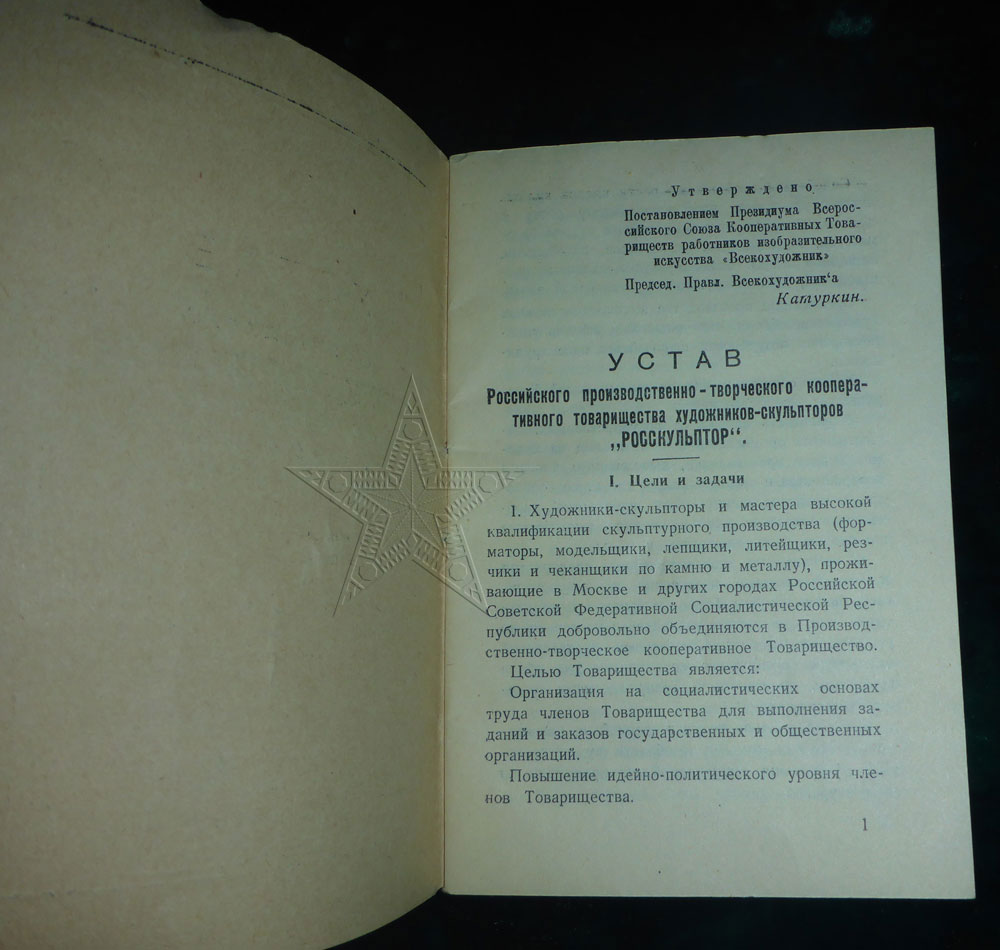 Утверждено
Постановлением Президиума Всерос-
сийского Союза Кооперативных Това-
риществ работников изобразительного
искусства «Всекохудожник»
Председ. Правл. Всекохудожник‘а
Катуркин.
УСТАВ
Российского производственно-творческого коопера-
тивного товарищества художников-скульпторов
„РОССКУЛЬПТОР“.
I. Цели и задачи
1. Художники-скульпторы и мастера высокой
квалификации скульптурного производства (фор-
маторы, модельщики, лепщики, литейщики, рез-
чики и чеканщики по камню и металлу), прожи-
вающие в Москве и других городах Российской
Советской Федеративной Социалистической Рес-
публики добровольно объединяются в Производ-
ственно-творческое кооперативное Товарищество.
Целью Товарищества является:
Организация на социалистических основах
труда членов Товарищества для выполнения за-
даний и заказов государственных и общественных
организаций.
Повышение идейно-политического уровня чле-
нов Товарищества.
1